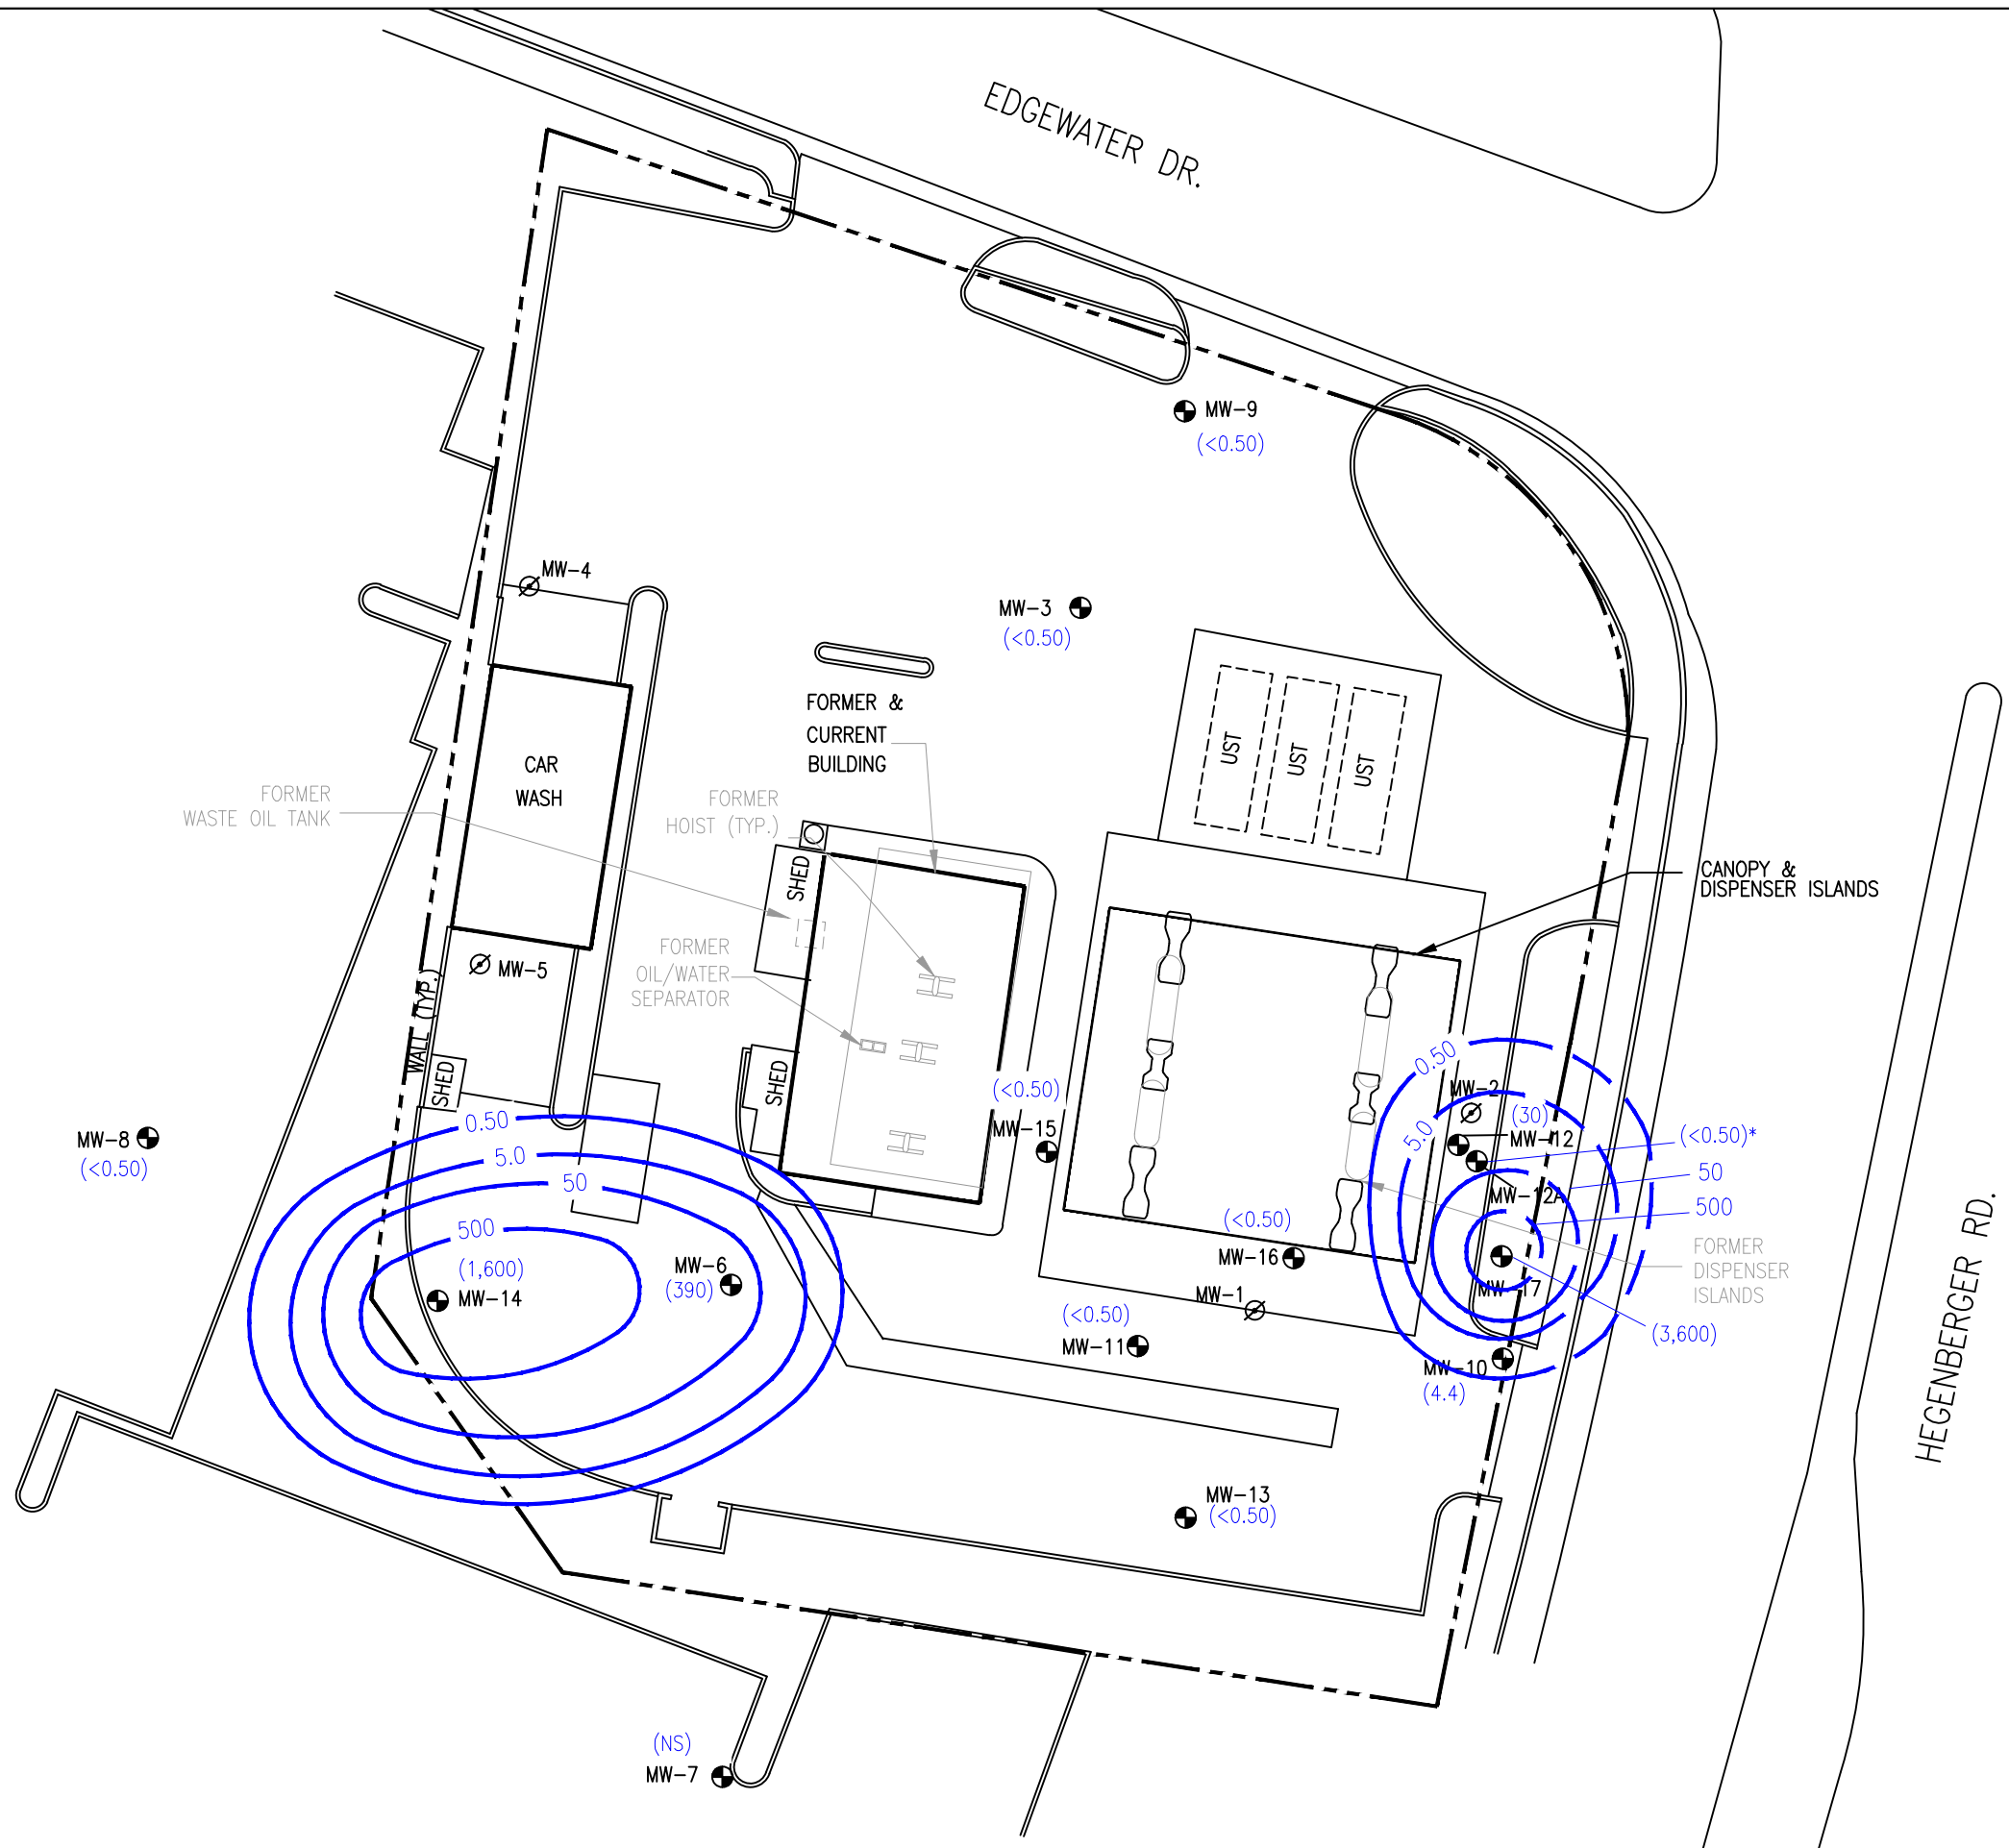 EDGEWATER DR.
MW-9
(<0.50)
MW-4
MW-3
(<0.50)
FORMER &
CURRENT
BUILDING
UST
UST
UST
CAR
WASH
FORMER
WASTE OIL TANK
FORMER
HOIST (TYP.)
SHED
CANOPY &
DISPENSER ISLANDS
FORMER
OIL/WATER
SEPARATOR
MW-5
WALL (TYP.)
SHED
SHED
(<0.50)
MW-15
0.50
MW-2
(30)
5.0
MW-12
(<0.50)*
50
MW-12A
500
MW-8
(<0.50)
0.50
5.0
50
500
(1,600)
MW-14
MW-6
(390)
(<0.50)
MW-16
MW-1
(<0.50)
MW-11
MW-17
FORMER
DISPENSER
ISLANDS
(3,600)
MW-10
(4.4)
HEGENBERGER RD.
MW-13
(<0.50)
(NS)
MW-7